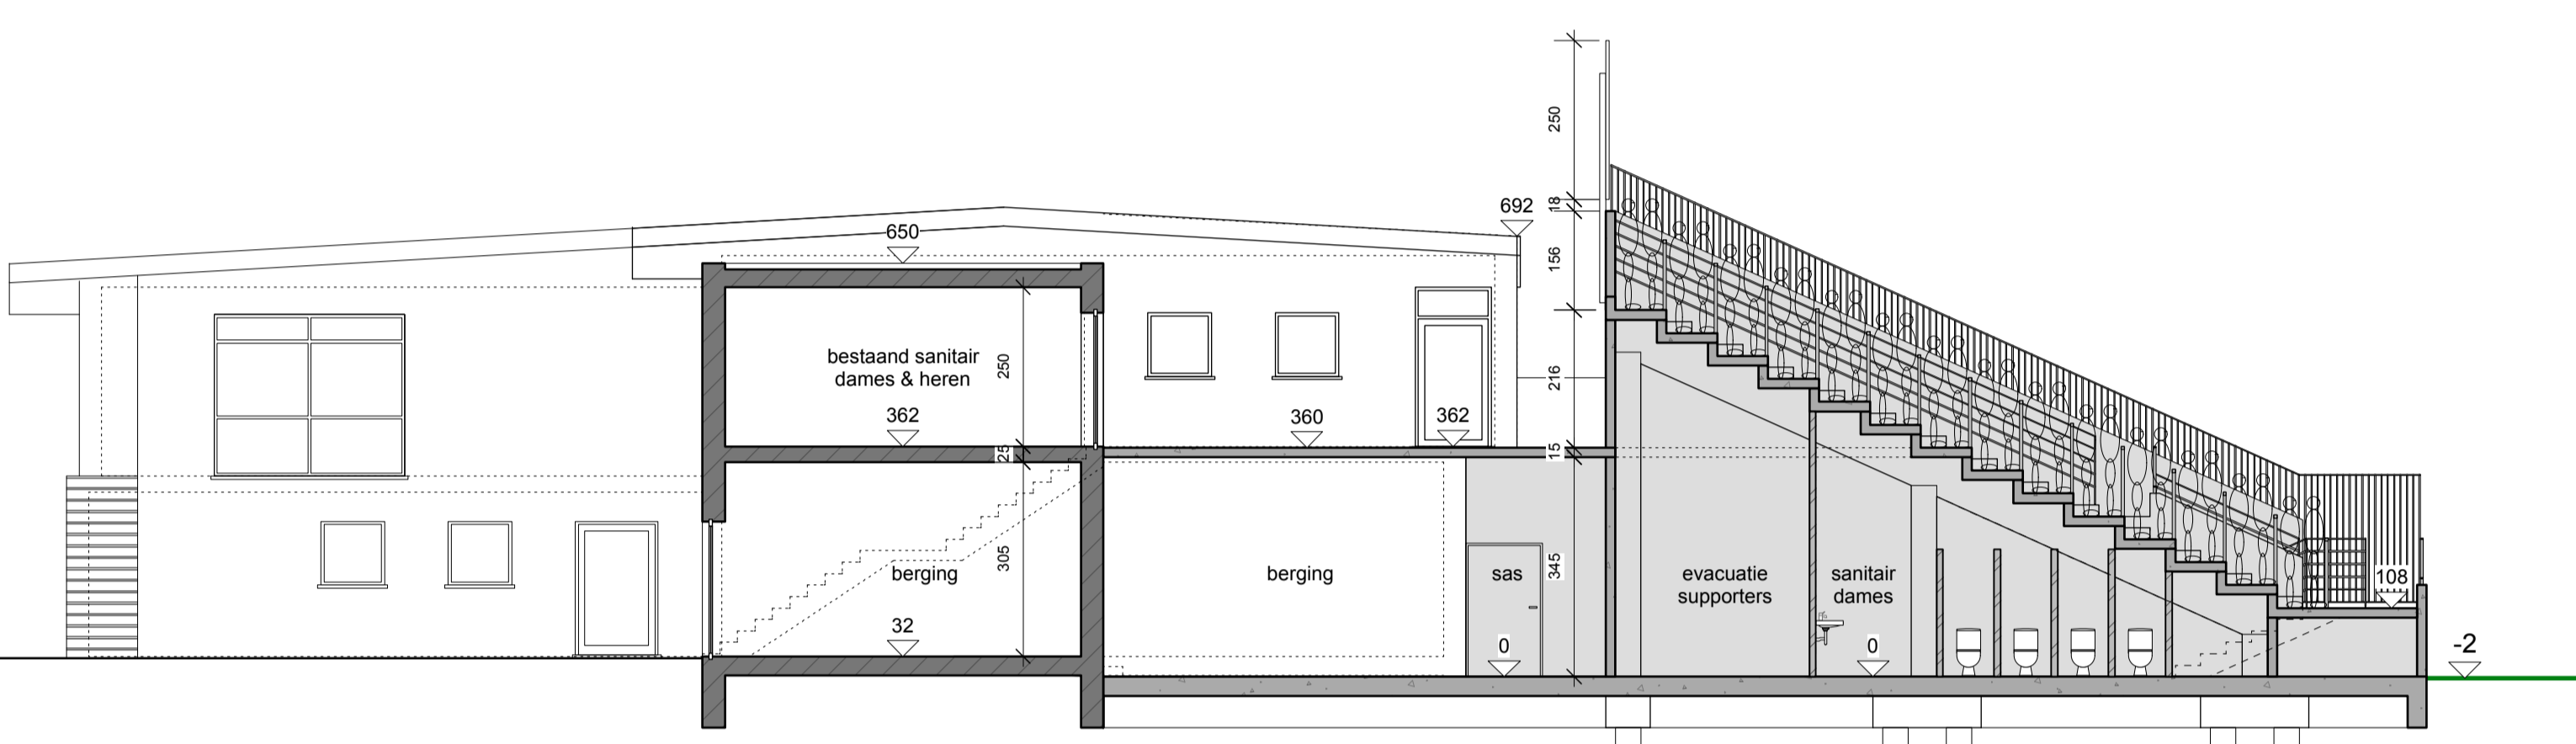 250
18
692
650
156
bestaand sanitair
dames & heren
250
216
362
360
362
25
15
berging
305
berging
sas
345
evacuatie
supporters
sanitair
dames
108
32
0
0
-2